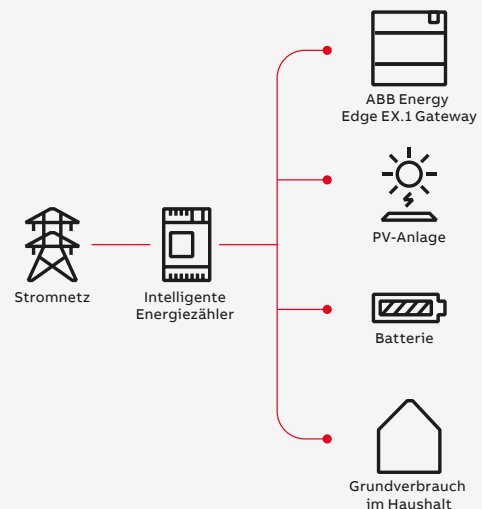 ABB Energy
Edge EX.1 Gateway
PV-Anlage
Stromnetz
Intelligente
Energiezähler
Batterie
Grundverbrauch
im Haushalt